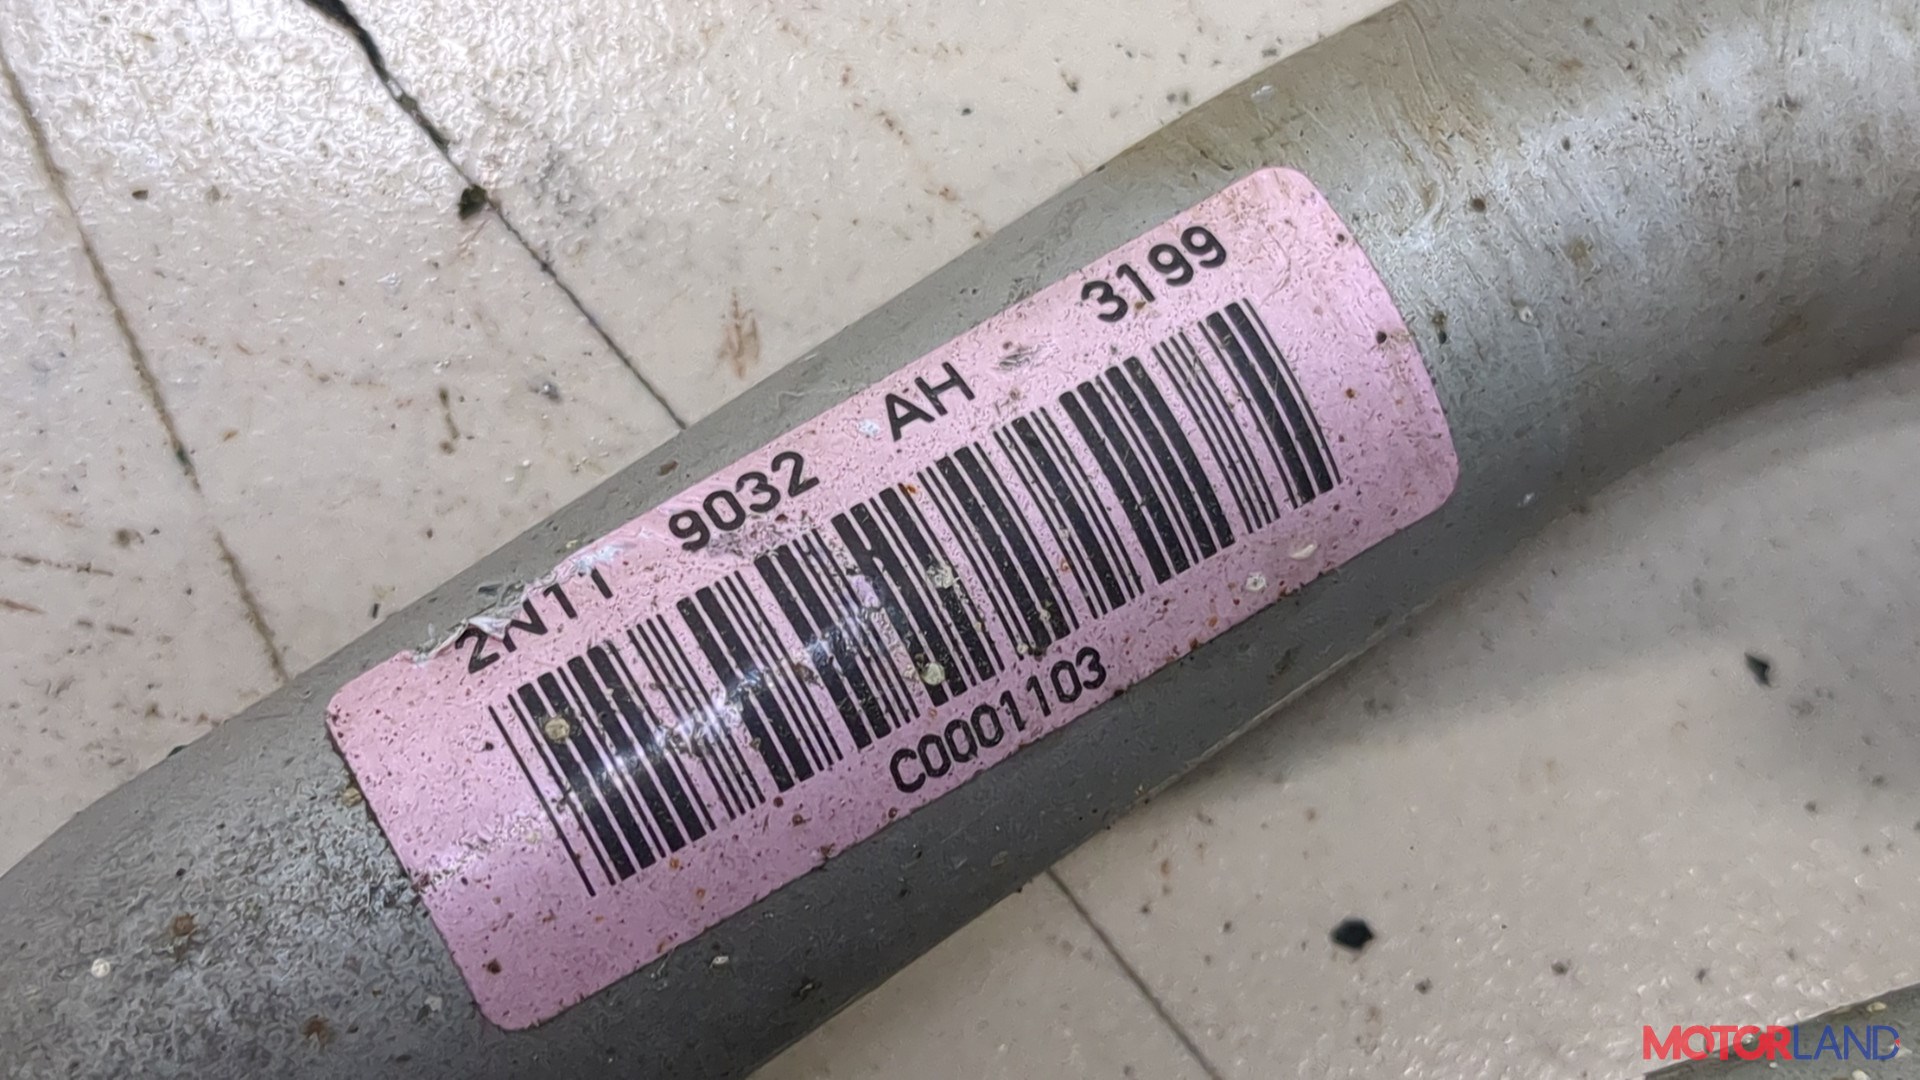 2N11 9032 AH 3199
C0001103
MOTORLAND